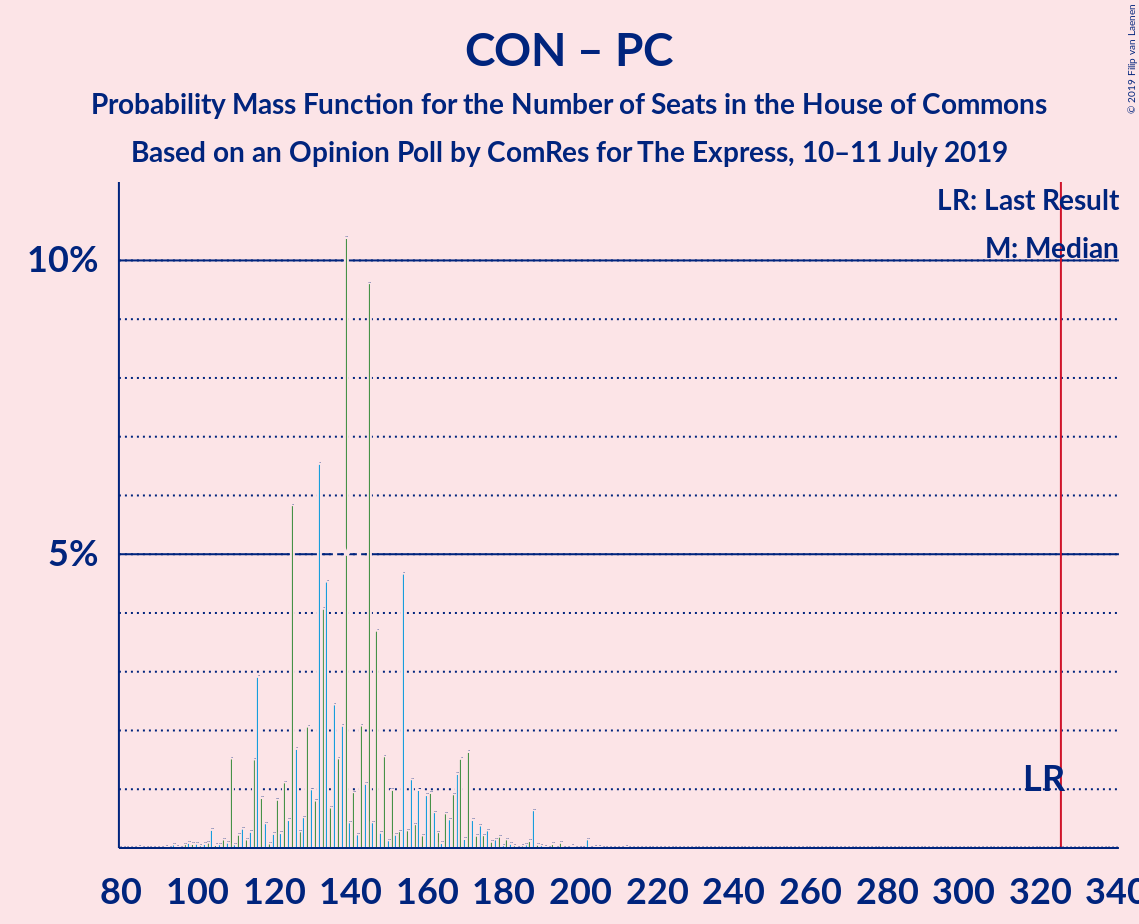 CON – PC
Probability Mass Function for the Number of Seats in the House of Commons
Based on an Opinion Poll by ComRes for The Express, 10–11 July 2019
© 2019 Filip van Laenen
LR: Last Result
M: Median
10%
5%
LR
80 100 120 140 160 180 200 220 240 260 280 300 320 340